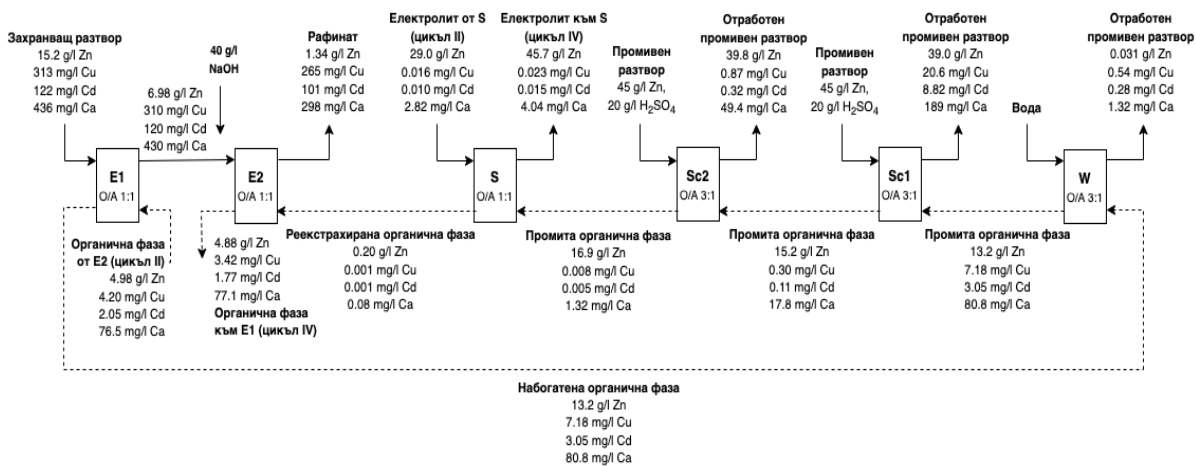 Захранващ разтвор
15.2 g/l Zn
313 mg/l Cu
122 mg/l Cd
436 mg/l Ca
6.98 g/l Zn
310 mg/l Cu
120 mg/l Cd
430 mg/l Ca
40 g/l
NaOH
Рафинат
1.34 g/l Zn
265 mg/l Cu
101 mg/l Cd
298 mg/l Ca
Електролит от S
(цикъл II)
29.0 g/l Zn
0.016 mg/l Cu
0.010 mg/l Cd
2.82 mg/l Ca
Електролит към S
(цикъл IV)
45.7 g/l Zn
0.023 mg/l Cu
0.015 mg/l Cd
4.04 mg/l Ca
Промивен
разтвор
45 g/l Zn,
20 g/l H₂SO₄
Отработен
промивен разтвор
39.8 g/l Zn
0.87 mg/l Cu
0.32 mg/l Cd
49.4 mg/l Ca
Промивен
разтвор
45 g/l Zn,
20 g/l H₂SO₄
Отработен
промивен разтвор
39.0 g/l Zn
20.6 mg/l Cu
8.82 mg/l Cd
189 mg/l Ca
Вода
Отработен
промивен разтвор
0.031 g/l Zn
0.54 mg/l Cu
0.28 mg/l Cd
1.32 mg/l Ca
E1
O/A 1:1
E2
O/A 1:1
S
O/A 1:1
Sc2
O/A 3:1
Sc1
O/A 3:1
W
O/A 3:1
Органична фаза
от E2 (цикъл II)
4.98 g/l Zn
4.20 mg/l Cu
2.05 mg/l Cd
76.5 mg/l Ca
4.88 g/l Zn
3.42 mg/l Cu
1.77 mg/l Cd
77.1 mg/l Ca
Органична фаза
към E1 (цикъл IV)
Реекстрахирана органична фаза
0.20 g/l Zn
0.001 mg/l Cu
0.001 mg/l Cd
0.08 mg/l Ca
Промита органична фаза
16.9 g/l Zn
0.008 mg/l Cu
0.005 mg/l Cd
1.32 mg/l Ca
Промита органична фаза
15.2 g/l Zn
0.30 mg/l Cu
0.11 mg/l Cd
17.8 mg/l Ca
Промита органична фаза
13.2 g/l Zn
7.18 mg/l Cu
3.05 mg/l Cd
80.8 mg/l Ca
Набогатена органична фаза
13.2 g/l Zn
7.18 mg/l Cu
3.05 mg/l Cd
80.8 mg/l Ca